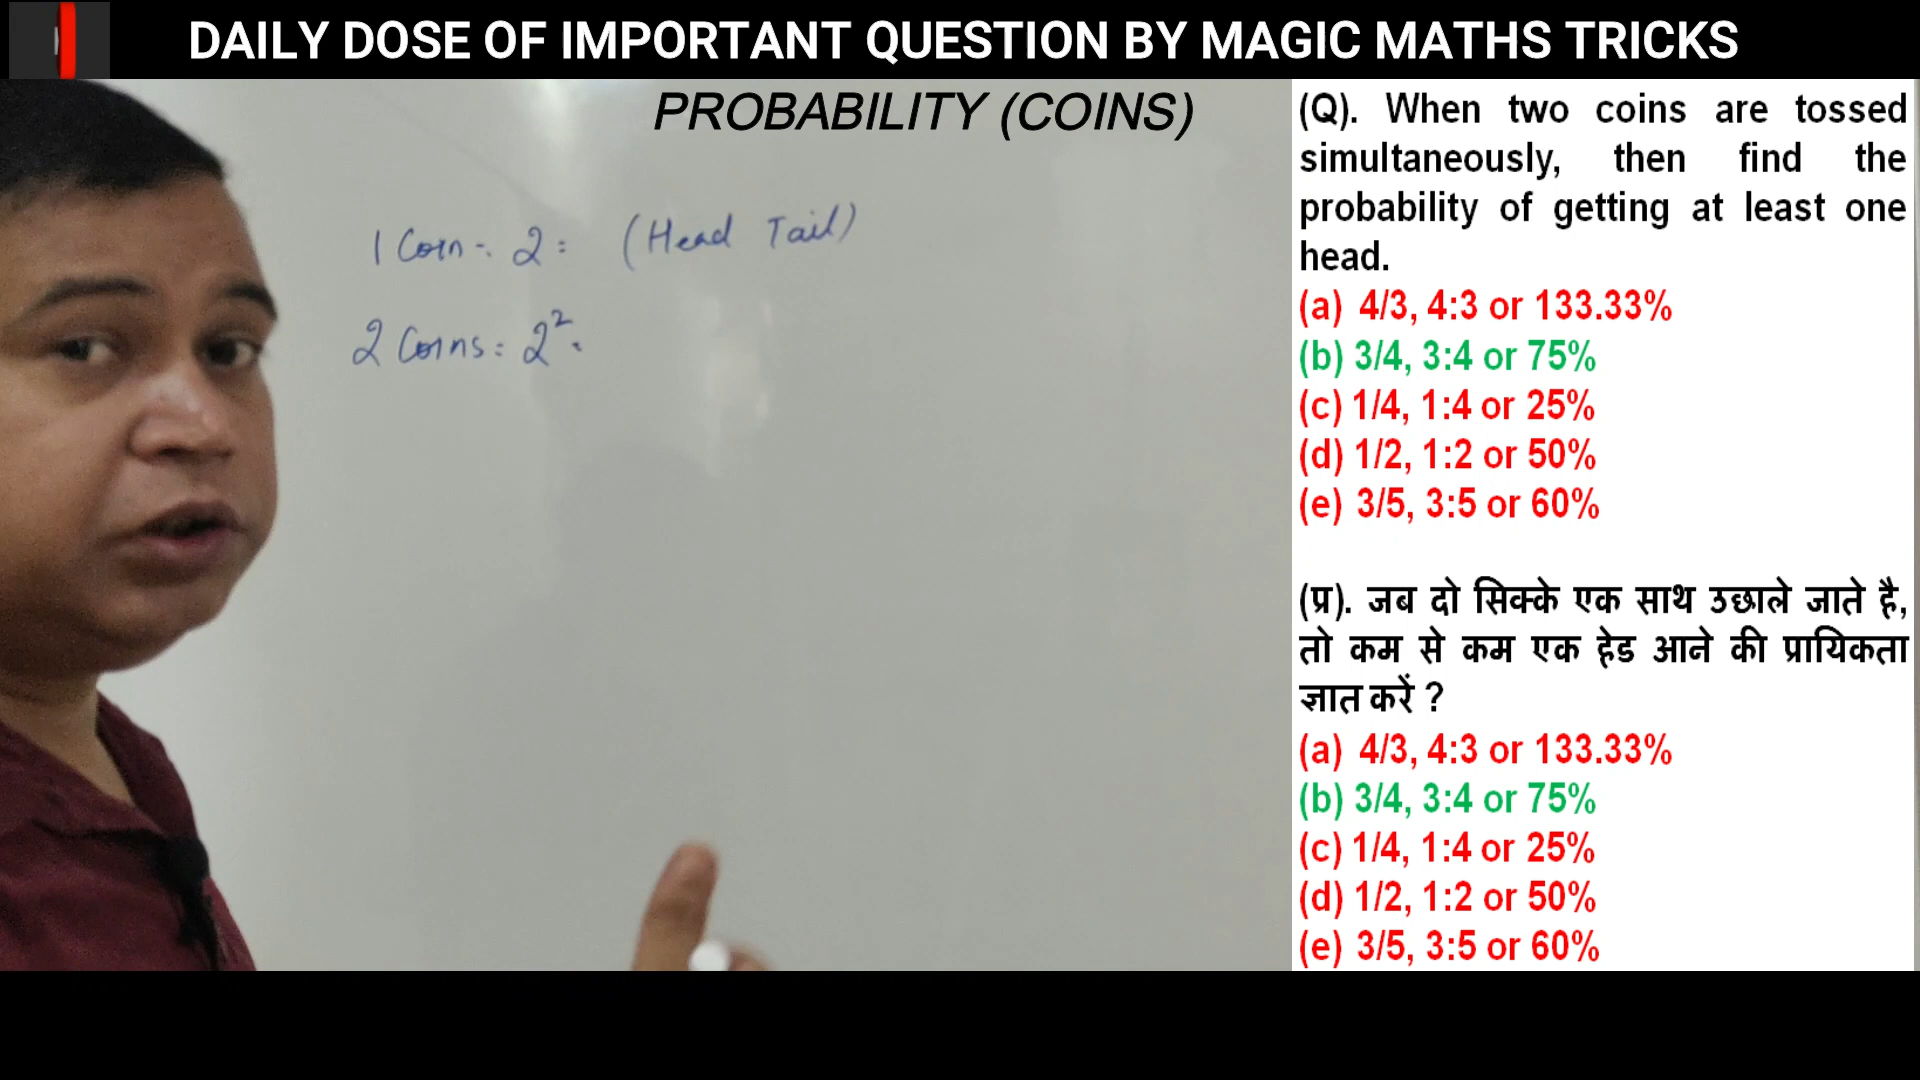 DAILY DOSE OF IMPORTANT QUESTION BY MAGIC MATHS TRICKS
PROBABILITY (COINS)
1 Coin = 2 = (Head Tail)
2 Coins = 2² =
(Q). When two coins are tossed
simultaneously, then find the
probability of getting at least one
head.
(a) 4/3, 4:3 or 133.33%
(b) 3/4, 3:4 or 75%
(c) 1/4, 1:4 or 25%
(d) 1/2, 1:2 or 50%
(e) 3/5, 3:5 or 60%
(प्र). जब दो सिक्के एक साथ उछाले जाते है,
तो कम से कम एक हेड आने की प्रायिकता
ज्ञात करें ?
(a) 4/3, 4:3 or 133.33%
(b) 3/4, 3:4 or 75%
(c) 1/4, 1:4 or 25%
(d) 1/2, 1:2 or 50%
(e) 3/5, 3:5 or 60%